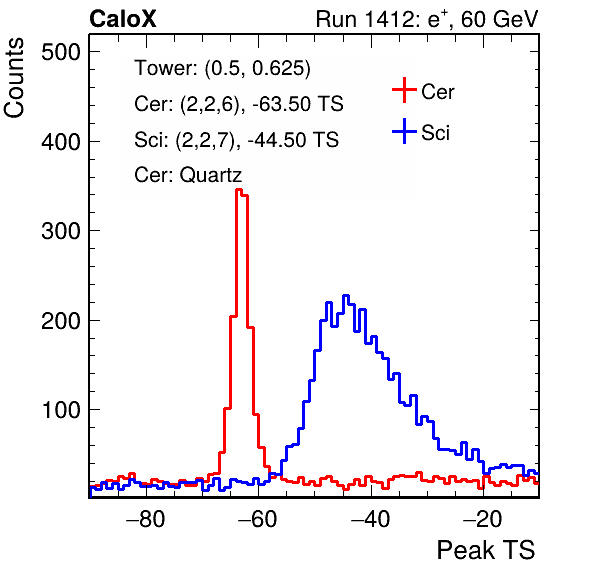 CaloX Run 1412: e⁺, 60 GeV
Counts
500
400
300
200
100
Tower: (0.5, 0.625)
Cer: (2,2,6), -63.50 TS
Sci: (2,2,7), -44.50 TS
Cer: Quartz
Cer
Sci
−80 −60 −40 −20
Peak TS